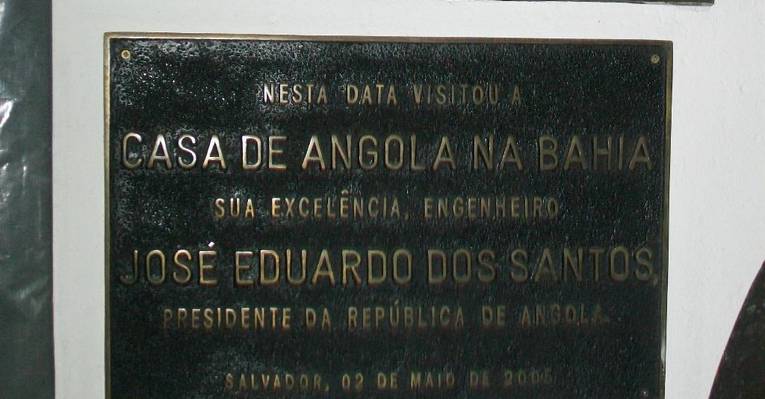 NESTA DATA VISITOU A
CASA DE ANGOLA NA BAHIA
SUA EXCELÊNCIA, ENGENHEIRO
JOSÉ EDUARDO DOS SANTOS,
PRESIDENTE DA REPÚBLICA DE ANGOLA.
SALVADOR, 02 DE MAIO DE 2005